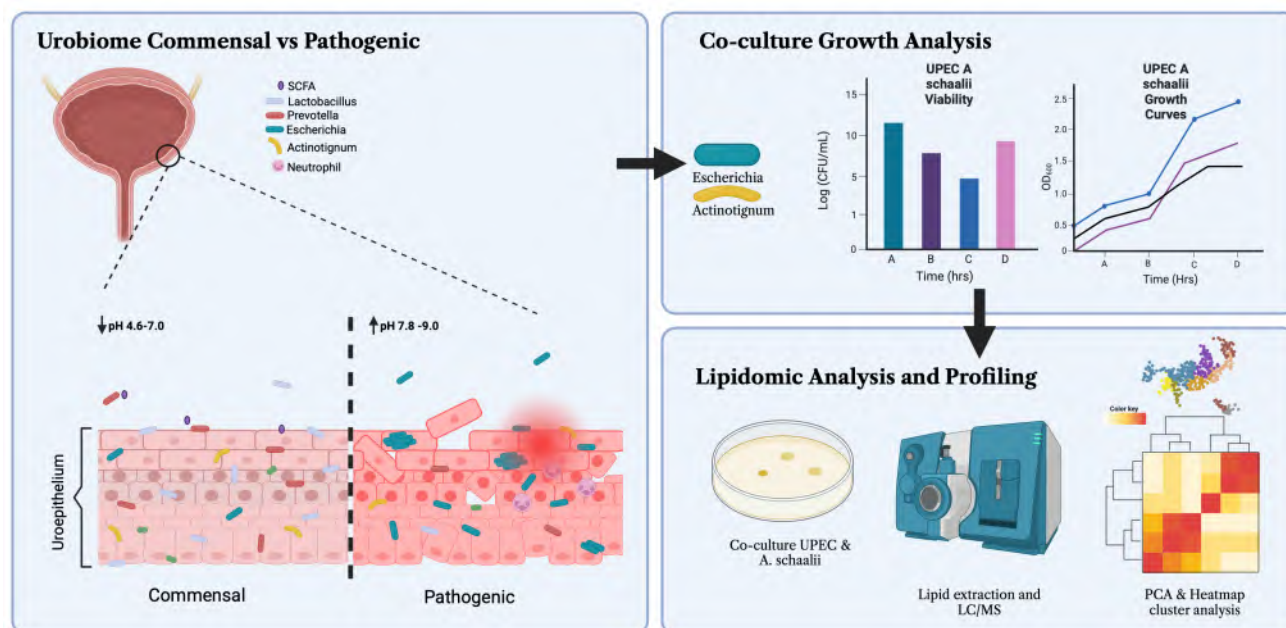 Urobiome Commensal vs Pathogenic
SCFA
Lactobacillus
Prevotella
Escherichia
Actinotignum
Neutrophil
pH 4.6-7.0
pH 7.8 -9.0
Uroepithelium
Commensal
Pathogenic
Co-culture Growth Analysis
Escherichia
Actinotignum
UPEC A
schaalii
Viability
Log (CFU/mL)
15
10
5
1
0
A
B
C
D
Time (hrs)
UPEC A
schaalii
Growth
Curves
OD600
2.5
2.0
1.5
1.0
0.5
0
A
B
C
D
Time (Hrs)
Lipidomic Analysis and Profiling
Co-culture UPEC &
A. schaalii
Lipid extraction and
LC/MS
Color key
PCA & Heatmap
cluster analysis